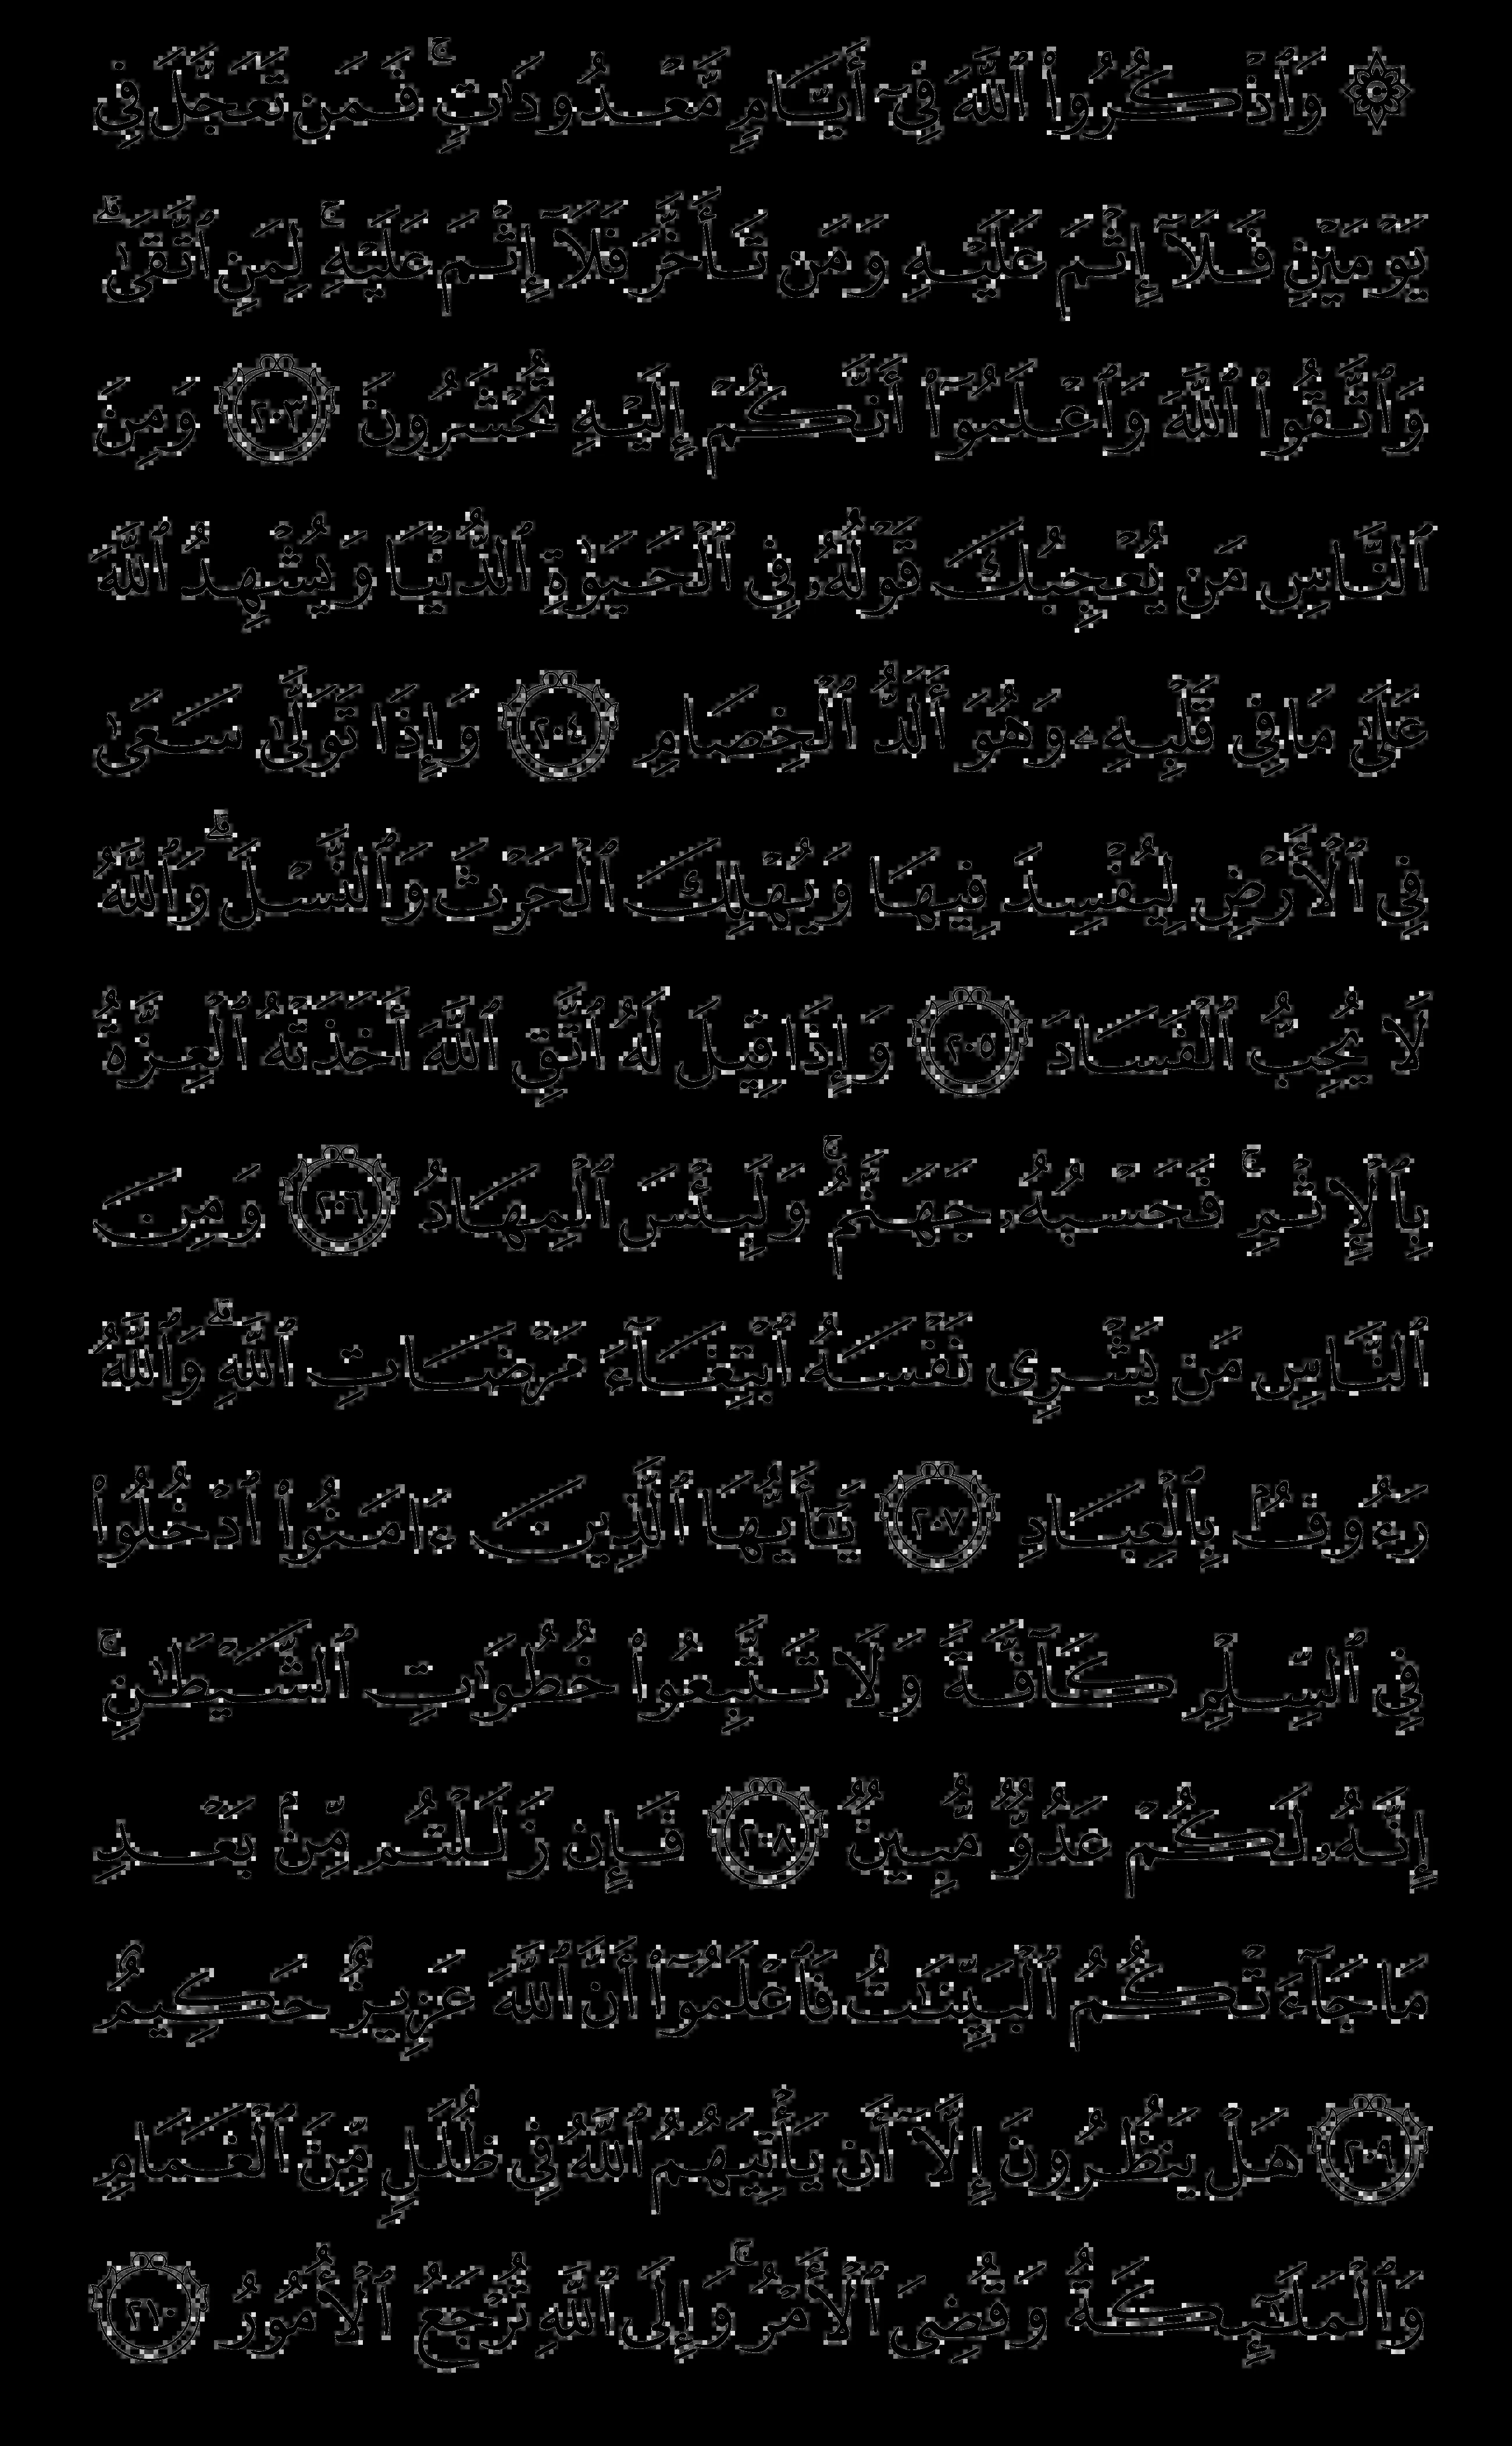 ۞ وَٱذْكُرُوا۟ ٱللَّهَ فِىٓ أَيَّامٍ مَّعْدُودَٰتٍ ۚ فَمَن تَعَجَّلَ فِى
يَوْمَيْنِ فَلَآ إِثْمَ عَلَيْهِ وَمَن تَأَخَّرَ فَلَآ إِثْمَ عَلَيْهِ ۚ لِمَنِ ٱتَّقَىٰ ۗ
وَٱتَّقُوا۟ ٱللَّهَ وَٱعْلَمُوٓا۟ أَنَّكُمْ إِلَيْهِ تُحْشَرُونَ ٢٠٣ وَمِنَ
ٱلنَّاسِ مَن يُعْجِبُكَ قَوْلُهُۥ فِى ٱلْحَيَوٰةِ ٱلدُّنْيَا وَيُشْهِدُ ٱللَّهَ
عَلَىٰ مَا فِى قَلْبِهِۦ وَهُوَ أَلَدُّ ٱلْخِصَامِ ٢٠٤ وَإِذَا تَوَلَّىٰ سَعَىٰ
فِى ٱلْأَرْضِ لِيُفْسِدَ فِيهَا وَيُهْلِكَ ٱلْحَرْثَ وَٱلنَّسْلَ ۗ وَٱللَّهُ
لَا يُحِبُّ ٱلْفَسَادَ ٢٠٥ وَإِذَا قِيلَ لَهُ ٱتَّقِ ٱللَّهَ أَخَذَتْهُ ٱلْعِزَّةُ
بِٱلْإِثْمِ ۚ فَحَسْبُهُۥ جَهَنَّمُ ۚ وَلَبِئْسَ ٱلْمِهَادُ ٢٠٦ وَمِنَ
ٱلنَّاسِ مَن يَشْرِى نَفْسَهُ ٱبْتِغَآءَ مَرْضَاتِ ٱللَّهِ ۗ وَٱللَّهُ
رَءُوفٌۢ بِٱلْعِبَادِ ٢٠٧ يَٰٓأَيُّهَا ٱلَّذِينَ ءَامَنُوا۟ ٱدْخُلُوا۟
فِى ٱلسِّلْمِ كَآفَّةً وَلَا تَتَّبِعُوا۟ خُطُوَٰتِ ٱلشَّيْطَٰنِ ۚ
إِنَّهُۥ لَكُمْ عَدُوٌّ مُّبِينٌ ٢٠٨ فَإِن زَلَلْتُم مِّنۢ بَعْدِ
مَا جَآءَتْكُمُ ٱلْبَيِّنَٰتُ فَٱعْلَمُوٓا۟ أَنَّ ٱللَّهَ عَزِيزٌ حَكِيمٌ
٢٠٩ هَلْ يَنظُرُونَ إِلَّآ أَن يَأْتِيَهُمُ ٱللَّهُ فِى ظُلَلٍ مِّنَ ٱلْغَمَامِ
وَٱلْمَلَٰٓئِكَةُ وَقُضِىَ ٱلْأَمْرُ ۚ وَإِلَى ٱللَّهِ تُرْجَعُ ٱلْأُمُورُ ٢١٠